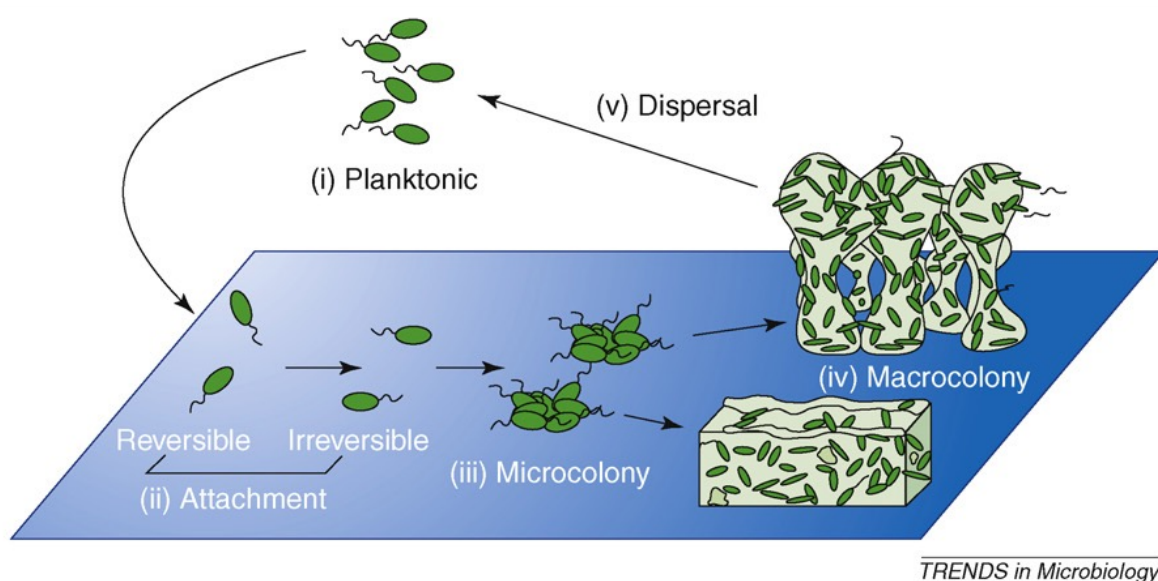 (v) Dispersal
(i) Planktonic
(iv) Macrocolony
Reversible Irreversible
(iii) Microcolony
(ii) Attachment
TRENDS in Microbiology